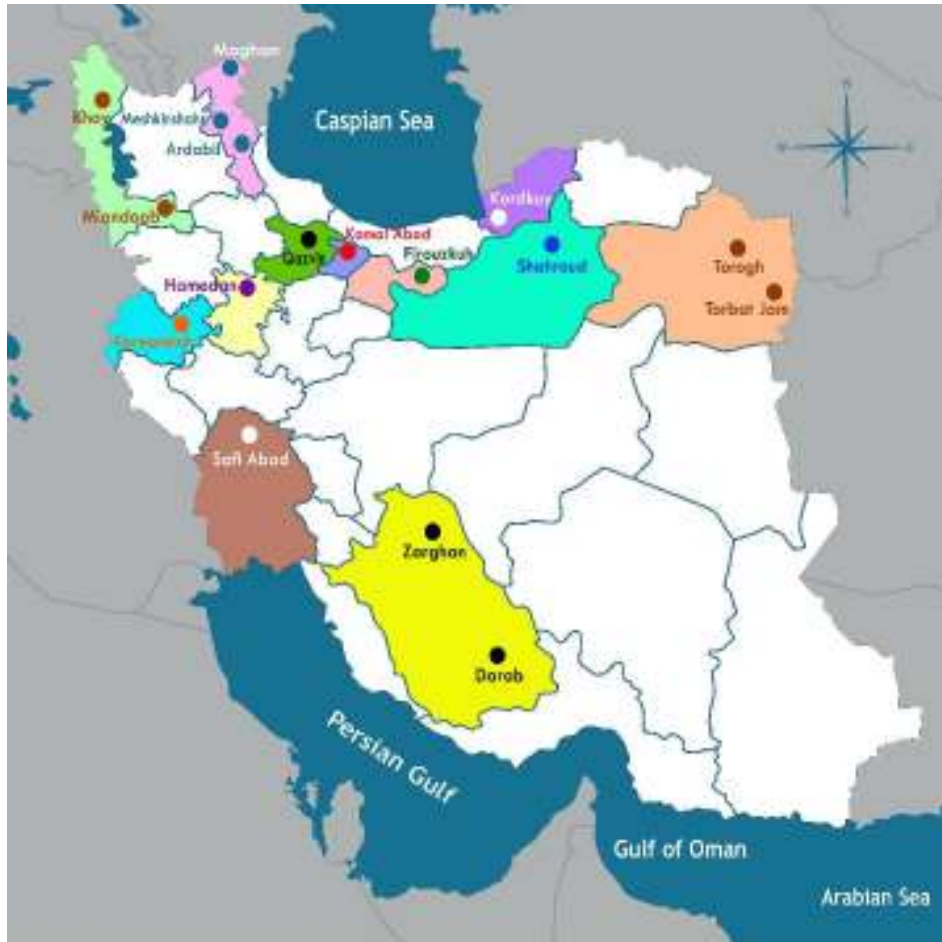 Moghan
Caspian Sea
Khoy
Meshkinshahr
Ardabil
Kordkuy
Miandoab
Kamal Abad
Qazvin
Firouzkuh
Shahroud
Torogh
Hamedan
Torbat Jam
Safi Abad
Zarghan
Darab
Persian Gulf
Gulf of Oman
Arabian Sea